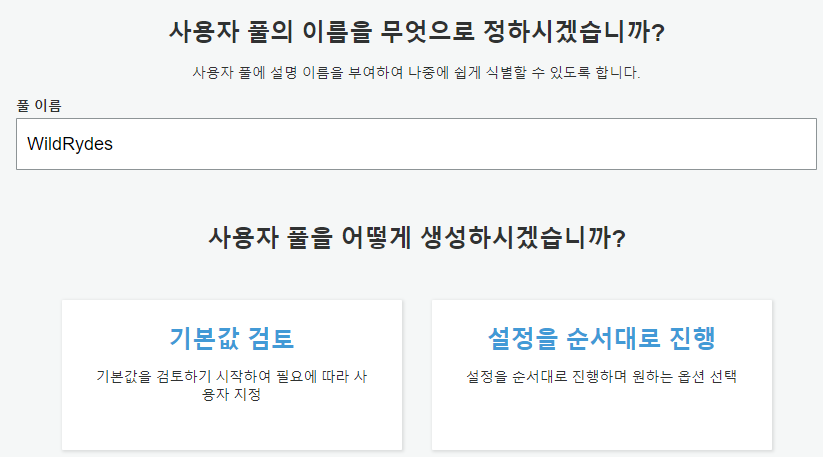 사용자 풀의 이름을 무엇으로 정하시겠습니까?
사용자 풀에 설명 이름을 부여하여 나중에 쉽게 식별할 수 있도록 합니다.
풀 이름
WildRydes
사용자 풀을 어떻게 생성하시겠습니까?
기본값 검토
기본값을 검토하기 시작하여 필요에 따라 사
용자 지정
설정을 순서대로 진행
설정을 순서대로 진행하며 원하는 옵션 선택